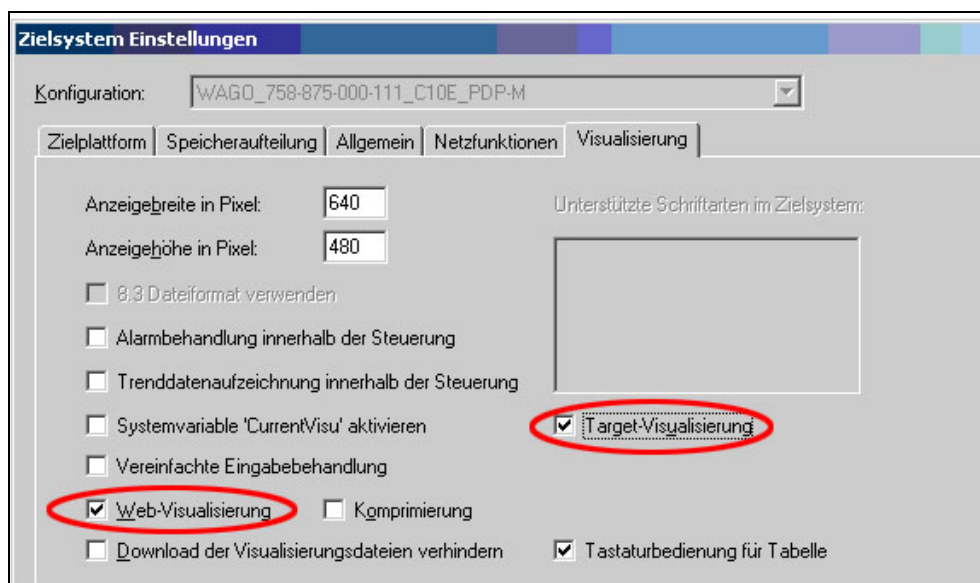 Zielsystem Einstellungen
Konfiguration: WAGO_758-875-000-111_C10E_PDP-M
Zielplattform Speicheraufteilung Allgemein Netzfunktionen Visualisierung
Anzeigebreite in Pixel: 640 Unterstützte Schriftarten im Zielsystem:
Anzeigehöhe in Pixel: 480
8.3 Dateiformat verwenden
Alarmbehandlung innerhalb der Steuerung
Trenddatenaufzeichnung innerhalb der Steuerung
Systemvariable 'CurrentVisu' aktivieren Target-Visualisierung
Vereinfachte Eingabebehandlung
Web-Visualisierung Komprimierung
Download der Visualisierungsdateien verhindern Tastaturbedienung für Tabelle